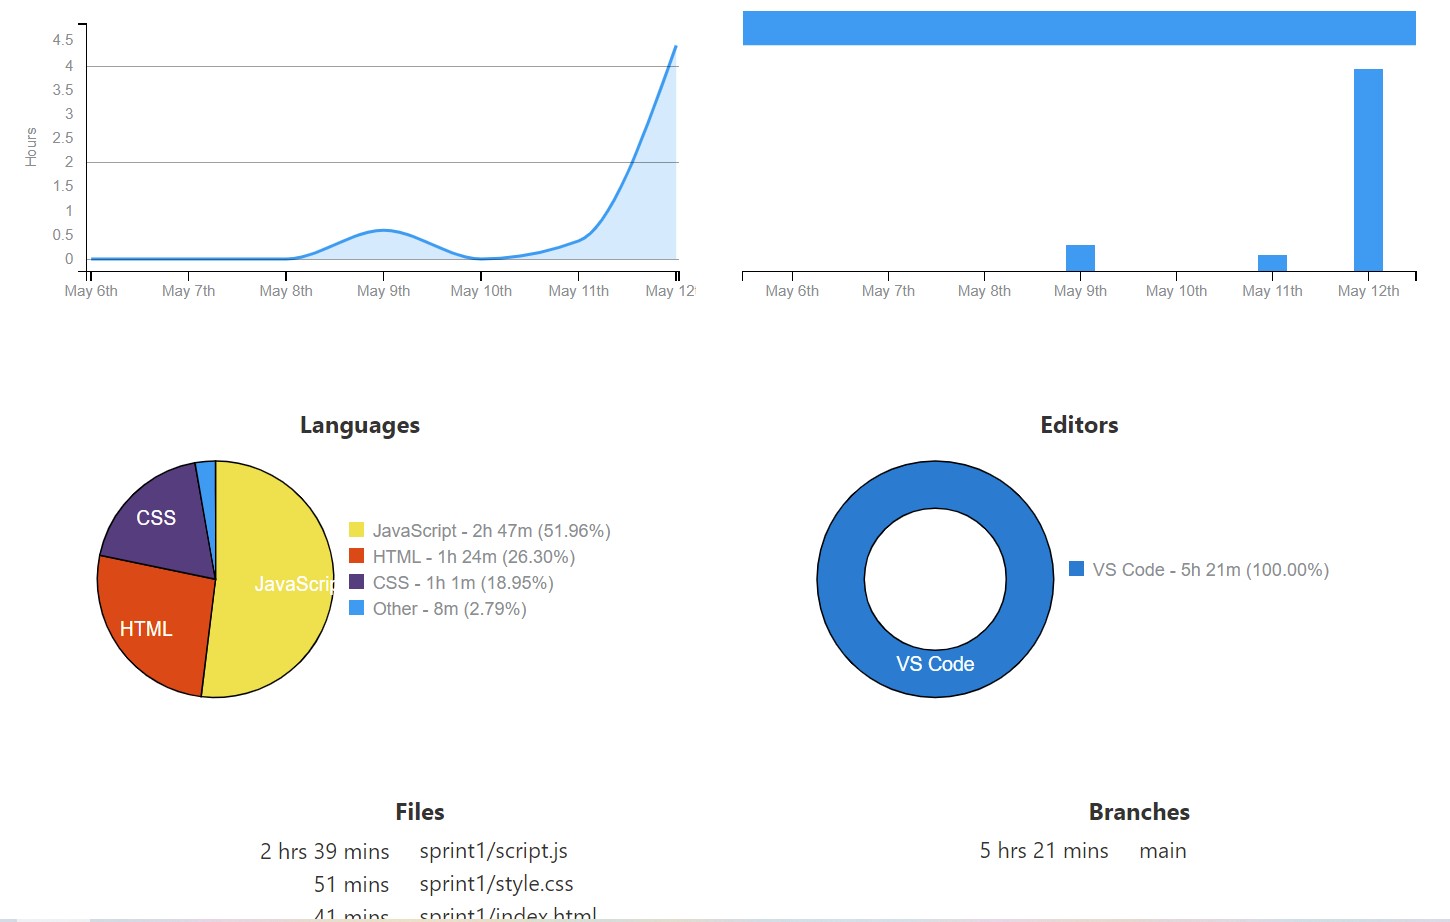 4.5
4
3.5
3
2.5
2
1.5
1
0.5
0
Hours
May 6th May 7th May 8th May 9th May 10th May 11th May 12
May 6th May 7th May 8th May 9th May 10th May 11th May 12th
Languages
CSS
JavaScrip
HTML
JavaScript - 2h 47m (51.96%)
HTML - 1h 24m (26.30%)
CSS - 1h 1m (18.95%)
Other - 8m (2.79%)
Editors
VS Code
VS Code - 5h 21m (100.00%)
Files
2 hrs 39 mins sprint1/script.js
51 mins sprint1/style.css
41 mins sprint1/index.html
Branches
5 hrs 21 mins main